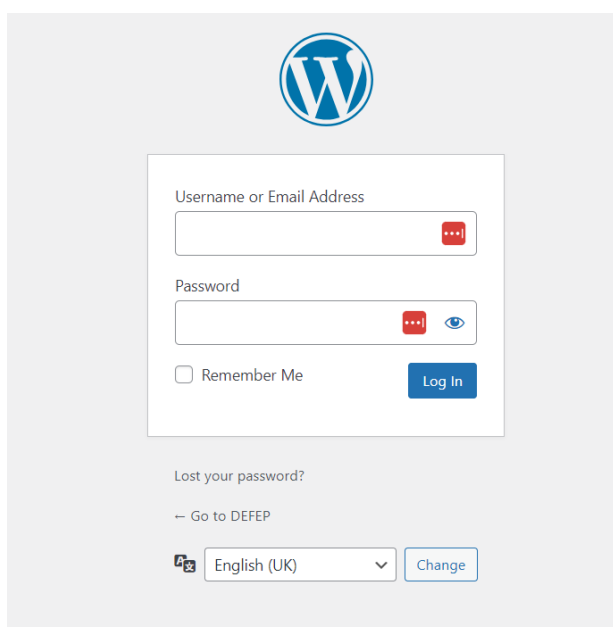 Username or Email Address
Password
Remember Me
Log In
Lost your password?
← Go to DEFEP
English (UK)
Change